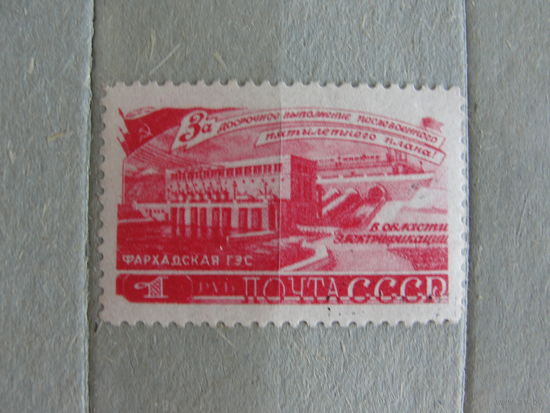 За досрочное выполнение послевоенного
пятилетнего плана!
в области
электрификации
ФАРХАДСКАЯ ГЭС
1 РУБ ПОЧТА СССР